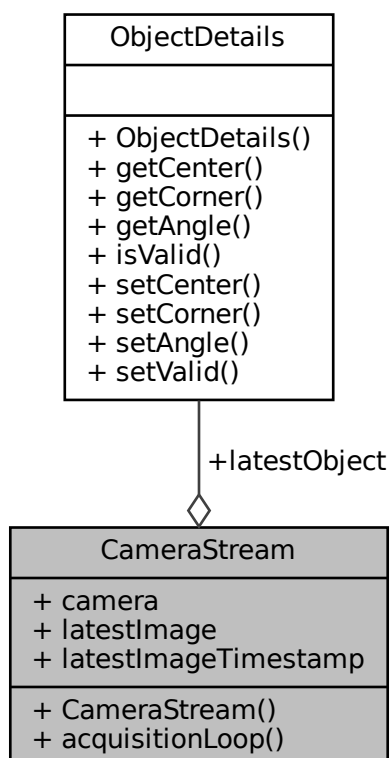 ObjectDetails
+ ObjectDetails()
+ getCenter()
+ getCorner()
+ getAngle()
+ isValid()
+ setCenter()
+ setCorner()
+ setAngle()
+ setValid()
+latestObject
CameraStream
+ camera
+ latestImage
+ latestImageTimestamp
+ CameraStream()
+ acquisitionLoop()